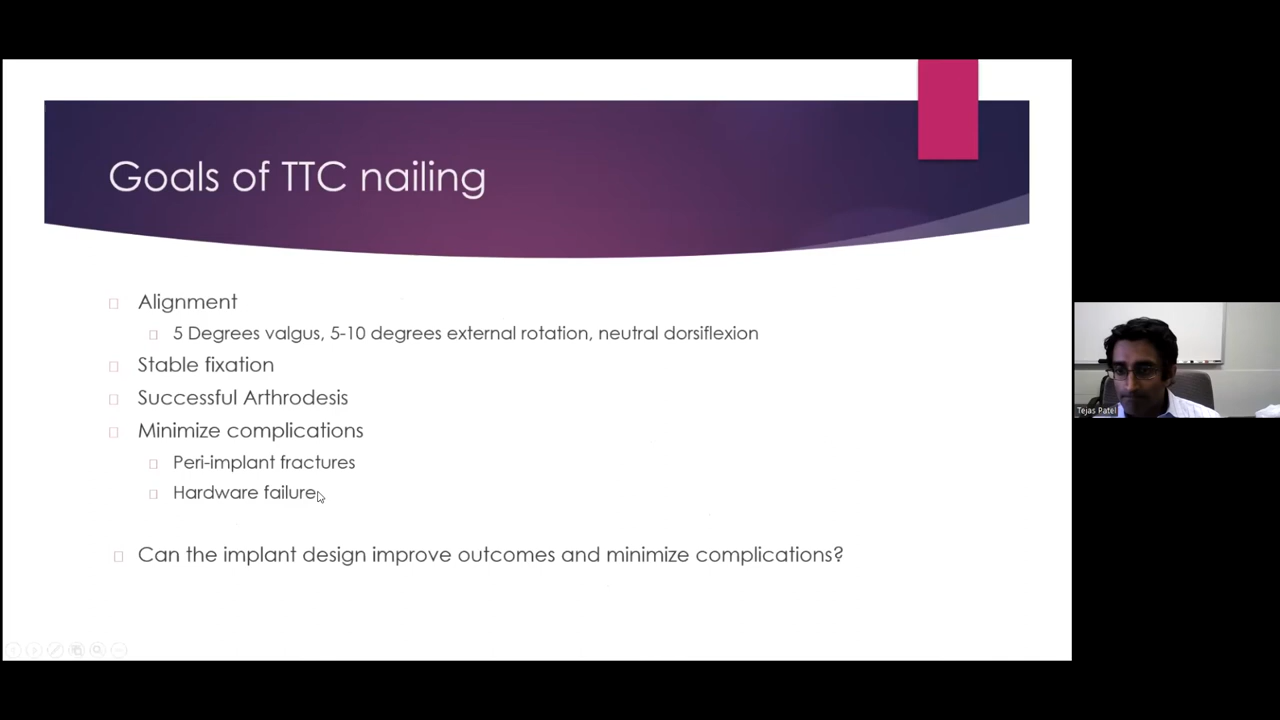 Goals of TTC nailing
Alignment
5 Degrees valgus, 5-10 degrees external rotation, neutral dorsiflexion
Stable fixation
Successful Arthrodesis
Minimize complications
Peri-implant fractures
Hardware failure
Can the implant design improve outcomes and minimize complications?
Tejas Patel